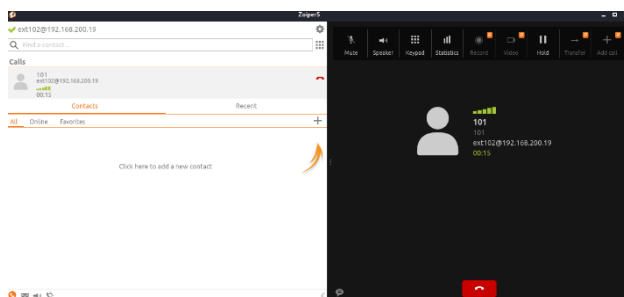 Zoiper5
ext102@192.168.200.19
Find a contact...
Calls
101
ext102@192.168.200.19
00:15
Contacts Recent
All Online Favorites
Click here to add a new contact
Mute Speaker Keypad Statistics Record Video Hold Transfer Add call
101
101
ext102@192.168.200.19
00:15